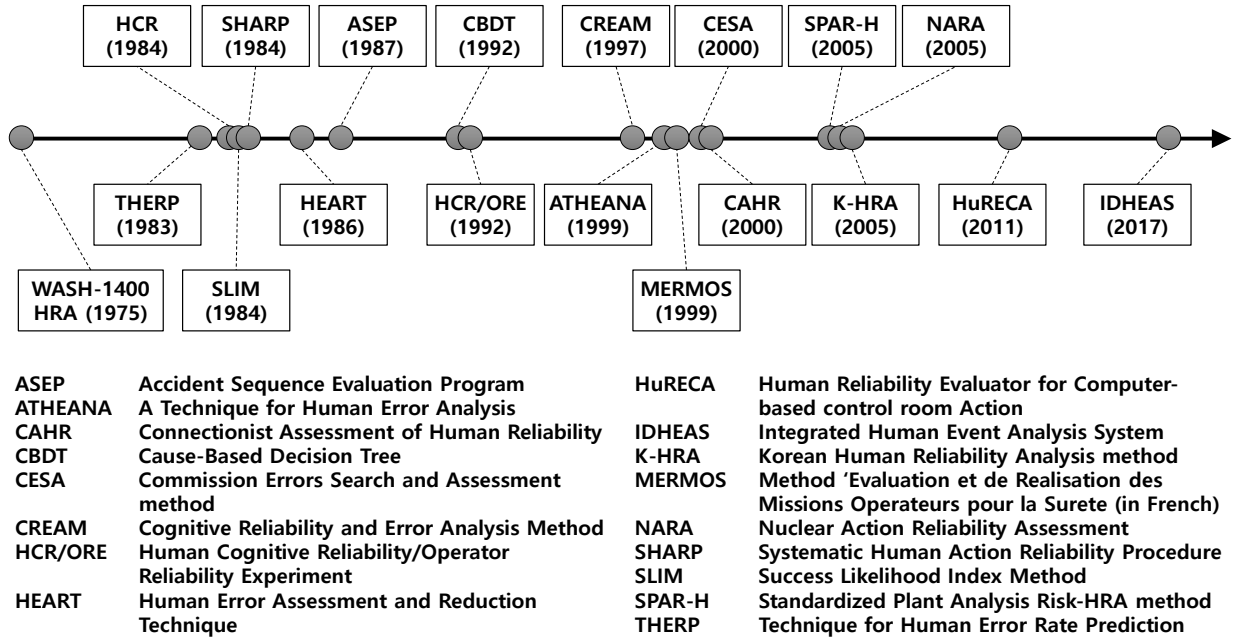 HCR
(1984)
SHARP
(1984)
ASEP
(1987)
CBDT
(1992)
CREAM
(1997)
CESA
(2000)
SPAR-H
(2005)
NARA
(2005)
THERP
(1983)
HEART
(1986)
HCR/ORE
(1992)
ATHEANA
(1999)
CAHR
(2000)
K-HRA
(2005)
HuRECA
(2011)
IDHEAS
(2017)
WASH-1400
HRA (1975)
SLIM
(1984)
MERMOS
(1999)
ASEP Accident Sequence Evaluation Program
ATHEANA A Technique for Human Error Analysis
CAHR Connectionist Assessment of Human Reliability
CBDT Cause-Based Decision Tree
CESA Commission Errors Search and Assessment
method
CREAM Cognitive Reliability and Error Analysis Method
HCR/ORE Human Cognitive Reliability/Operator
Reliability Experiment
HEART Human Error Assessment and Reduction
Technique
HuRECA Human Reliability Evaluator for Computer-
based control room Action
IDHEAS Integrated Human Event Analysis System
K-HRA Korean Human Reliability Analysis method
MERMOS Method ‘Evaluation et de Realisation des
Missions Operateurs pour la Surete (in French)
NARA Nuclear Action Reliability Assessment
SHARP Systematic Human Action Reliability Procedure
SLIM Success Likelihood Index Method
SPAR-H Standardized Plant Analysis Risk-HRA method
THERP Technique for Human Error Rate Prediction